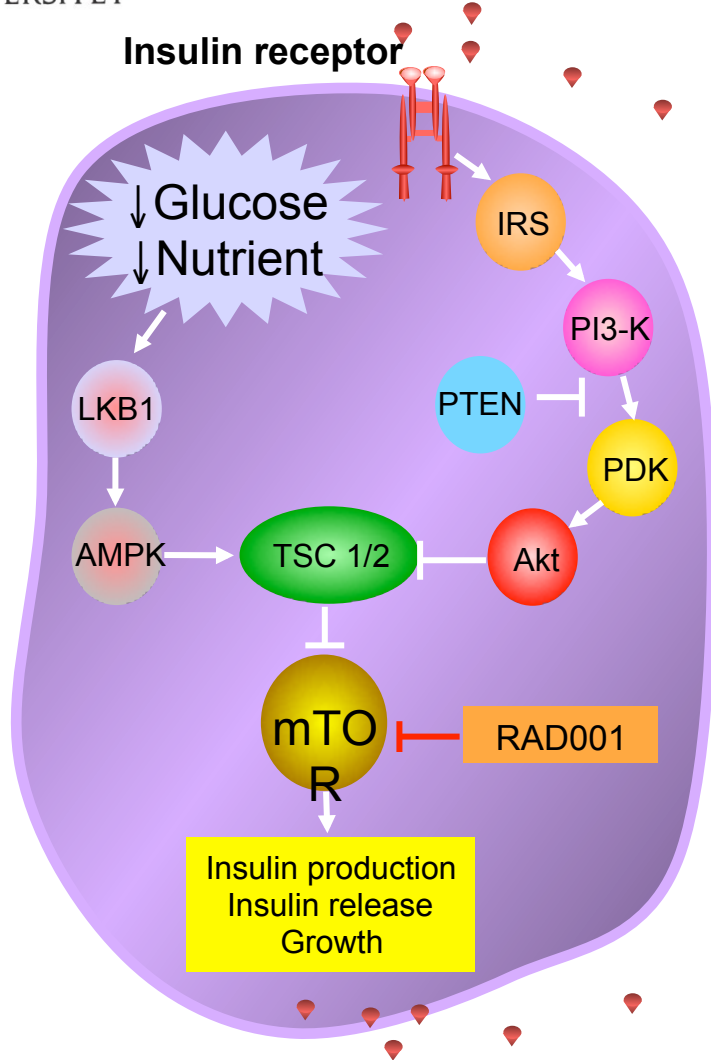 Insulin receptor
↓Glucose
↓Nutrient
IRS
PI3-K
LKB1
PTEN
PDK
AMPK
TSC 1/2
Akt
mTO
R
RAD001
Insulin production
Insulin release
Growth